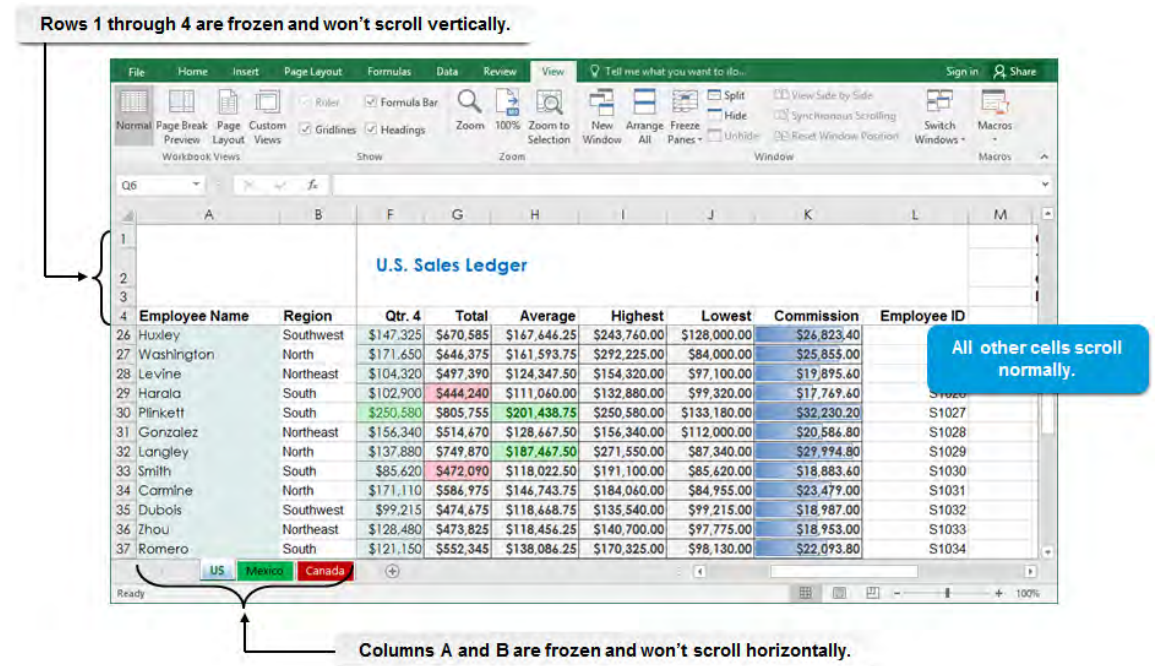 Rows 1 through 4 are frozen and won't scroll vertically.
File Home Insert Page Layout Formulas Data Review View Tell me what you want to do... Sign in Share
Normal Page Break Preview Page Layout Custom Views
Workbook Views
Ruler Formula Bar
Gridlines Headings
Show
Zoom 100% Zoom to Selection
Zoom
New Window Arrange All Freeze Panes
Split
Hide
Unhide
View Side by Side
Synchronous Scrolling
Reset Window Position
Switch Windows
Window
Macros
Macros
Q6 fx
A B F G H I J K L M
1
U.S. Sales Ledger
2
3
4 Employee Name Region Qtr. 4 Total Average Highest Lowest Commission Employee ID
26 Huxley Southwest $147,325 $670,585 $167,646.25 $243,760.00 $128,000.00 $26,823.40
27 Washington North $171,650 $646,375 $161,593.75 $292,225.00 $84,000.00 $25,855.00
28 Levine Northeast $104,320 $497,390 $124,347.50 $154,320.00 $97,100.00 $19,895.60
29 Harala South $102,900 $444,240 $111,060.00 $132,880.00 $99,320.00 $17,769.60
30 Plinkett South $250,580 $805,755 $201,438.75 $250,580.00 $133,180.00 $32,230.20 S1027
31 Gonzalez Northeast $156,340 $514,670 $128,667.50 $156,340.00 $112,000.00 $20,586.80 S1028
32 Langley North $137,880 $749,870 $187,467.50 $271,550.00 $87,340.00 $29,994.80 S1029
33 Smith South $85,620 $472,090 $118,022.50 $191,100.00 $85,620.00 $18,883.60 S1030
34 Carmine North $171,110 $586,975 $146,743.75 $184,060.00 $84,955.00 $23,479.00 S1031
35 Dubois Southwest $99,215 $474,675 $118,668.75 $135,540.00 $99,215.00 $18,987.00 S1032
36 Zhou Northeast $128,480 $473,825 $118,456.25 $140,700.00 $97,775.00 $18,953.00 S1033
37 Romero South $121,150 $552,345 $138,086.25 $170,325.00 $98,130.00 $22,093.80 S1034
All other cells scroll
normally.
US Mexico Canada
Ready 100%
Columns A and B are frozen and won't scroll horizontally.